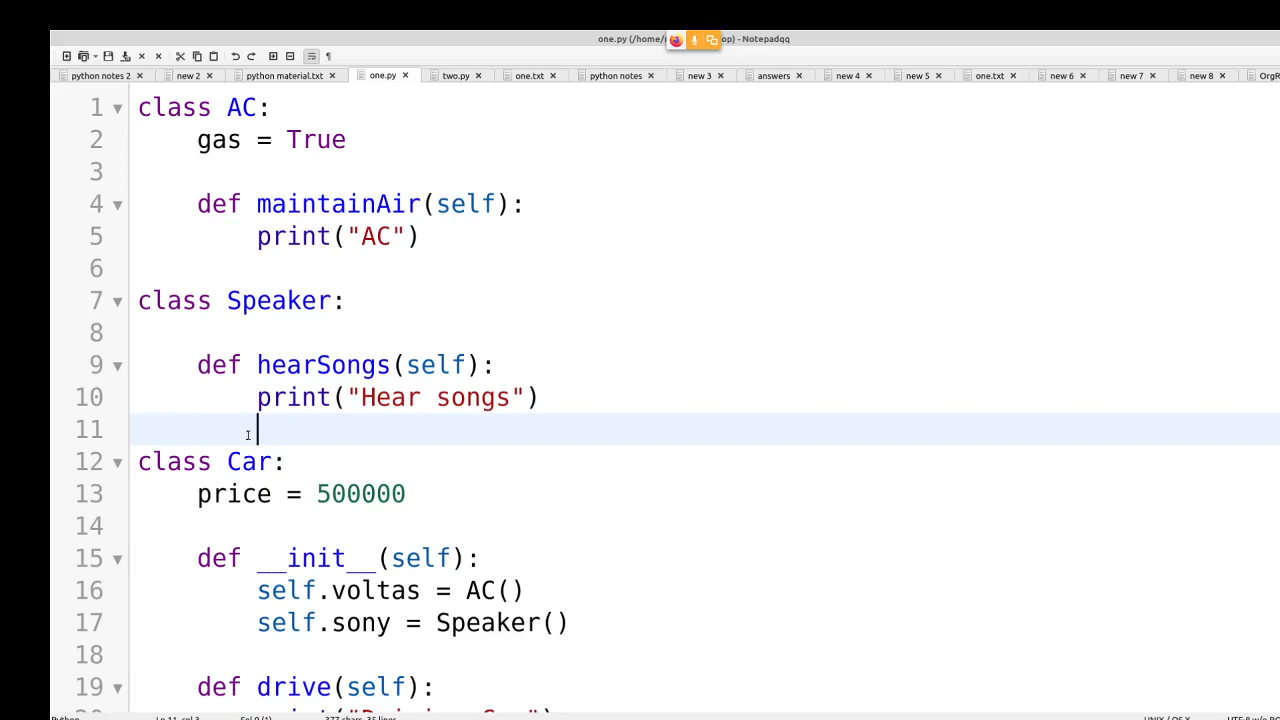 one.py (/home/ op) - Notepadqq
python notes 2 new 2 python material.txt one.py two.py one.txt python notes new 3 answers new 4 new 5 one.txt new 6 new 7 new 8 OrgR
1 class AC:
2     gas = True
3
4     def maintainAir(self):
5         print("AC")
6
7 class Speaker:
8
9     def hearSongs(self):
10         print("Hear songs")
11
12 class Car:
13     price = 500000
14
15     def __init__(self):
16         self.voltas = AC()
17         self.sony = Speaker()
18
19     def drive(self):